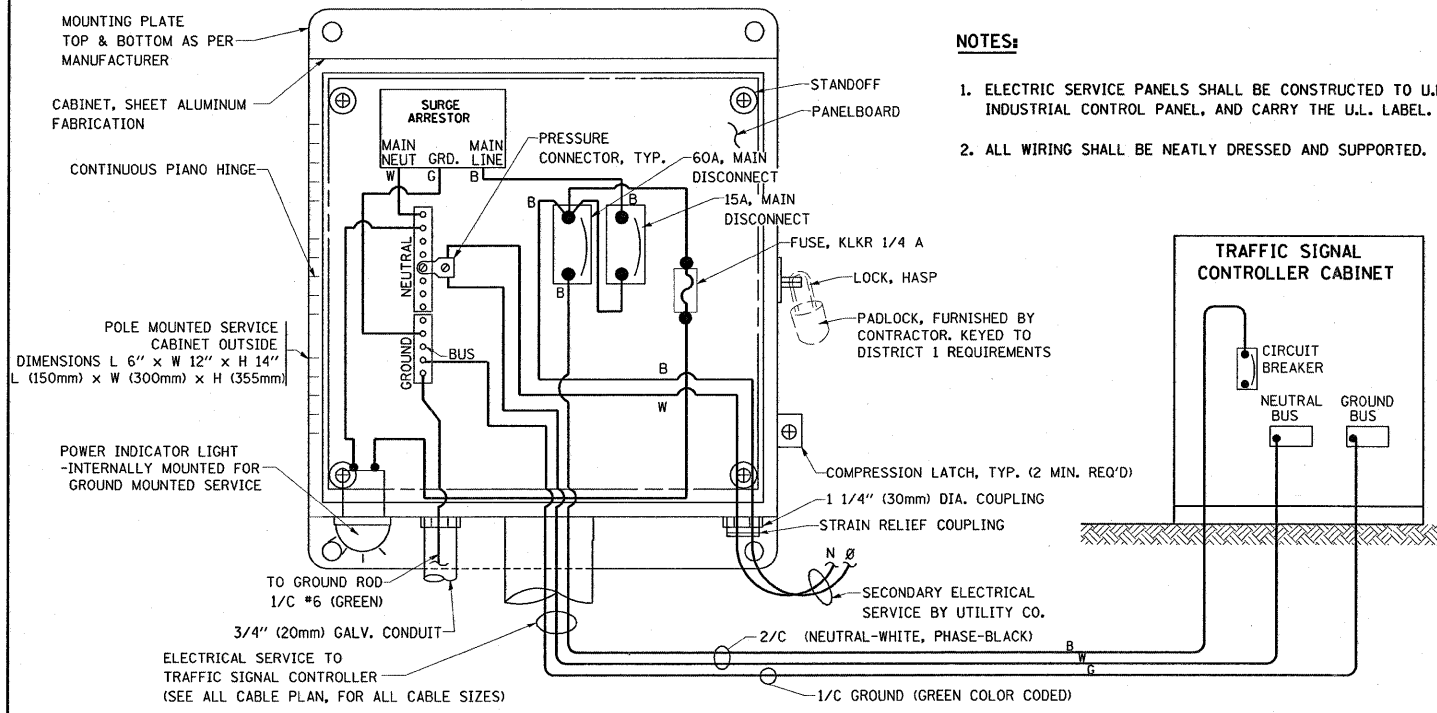 MOUNTING PLATE
TOP & BOTTOM AS PER
MANUFACTURER
CABINET, SHEET ALUMINUM
FABRICATION
CONTINUOUS PIANO HINGE
POLE MOUNTED SERVICE
CABINET OUTSIDE
DIMENSIONS L 6" x W 12" x H 14"
L (150mm) x W (300mm) x H (355mm)
POWER INDICATOR LIGHT
-INTERNALLY MOUNTED FOR
GROUND MOUNTED SERVICE
SURGE
ARRESTOR
MAIN
NEUT
GRD.
MAIN
LINE
W
G
B
PRESSURE
CONNECTOR, TYP.
STANDOFF
PANELBOARD
60A, MAIN
DISCONNECT
15A, MAIN
DISCONNECT
B
B
B
NEUTRAL
GROUND
BUS
FUSE, KLKR 1/4 A
LOCK, HASP
PADLOCK, FURNISHED BY
CONTRACTOR. KEYED TO
DISTRICT 1 REQUIREMENTS
B
W
COMPRESSION LATCH, TYP. (2 MIN. REQ'D)
1 1/4" (30mm) DIA. COUPLING
STRAIN RELIEF COUPLING
N Ø
SECONDARY ELECTRICAL
SERVICE BY UTILITY CO.
TO GROUND ROD
1/C #6 (GREEN)
3/4" (20mm) GALV. CONDUIT
ELECTRICAL SERVICE TO
TRAFFIC SIGNAL CONTROLLER
(SEE ALL CABLE PLAN, FOR ALL CABLE SIZES)
2/C (NEUTRAL-WHITE, PHASE-BLACK)
B
W
G
1/C GROUND (GREEN COLOR CODED)
NOTES:
1. ELECTRIC SERVICE PANELS SHALL BE CONSTRUCTED TO U.
INDUSTRIAL CONTROL PANEL, AND CARRY THE U.L. LABEL.
2. ALL WIRING SHALL BE NEATLY DRESSED AND SUPPORTED.
TRAFFIC SIGNAL
CONTROLLER CABINET
CIRCUIT
BREAKER
NEUTRAL
BUS
GROUND
BUS